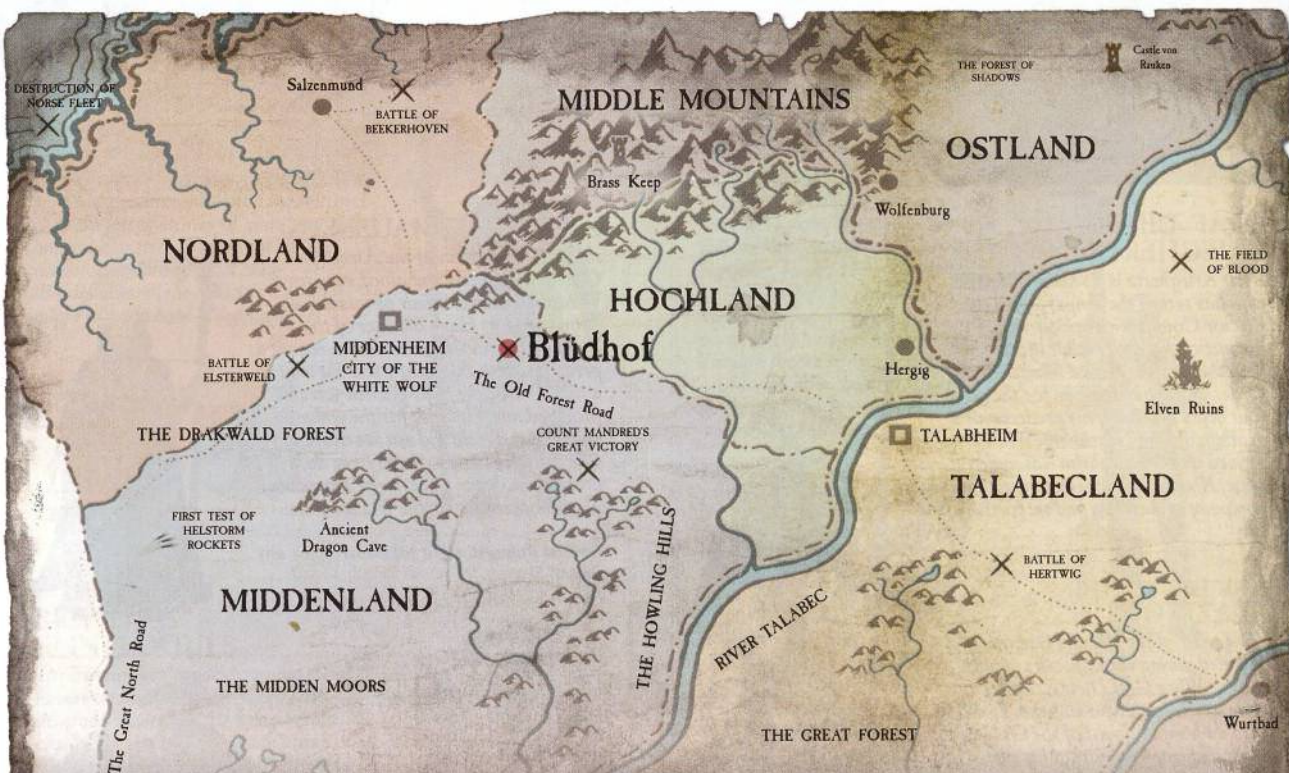 THE FOREST OF
SHADOWS
Castle von
Rauken
DESTRUCTION OF
NORSE FLEET
Salzenmund
BATTLE OF
BEEKERHOVEN
MIDDLE MOUNTAINS
OSTLAND
Brass Keep
Wolfenburg
NORDLAND
THE FIELD
OF BLOOD
HOCHLAND
MIDDENHEIM
CITY OF THE
WHITE WOLF
Blüdhof
BATTLE OF
ELSTERWELD
The Old Forest Road
Hergig
Elven Ruins
THE DRAKWALD FOREST
COUNT MANDRED'S
GREAT VICTORY
TALABHEIM
TALABECLAND
FIRST TEST OF
HELSTORM
ROCKETS
Ancient
Dragon Cave
BATTLE OF
HERTWIG
MIDDENLAND
THE HOWLING HILLS
RIVER TALABEC
The Great North Road
THE MIDDEN MOORS
THE GREAT FOREST
Wurtbad